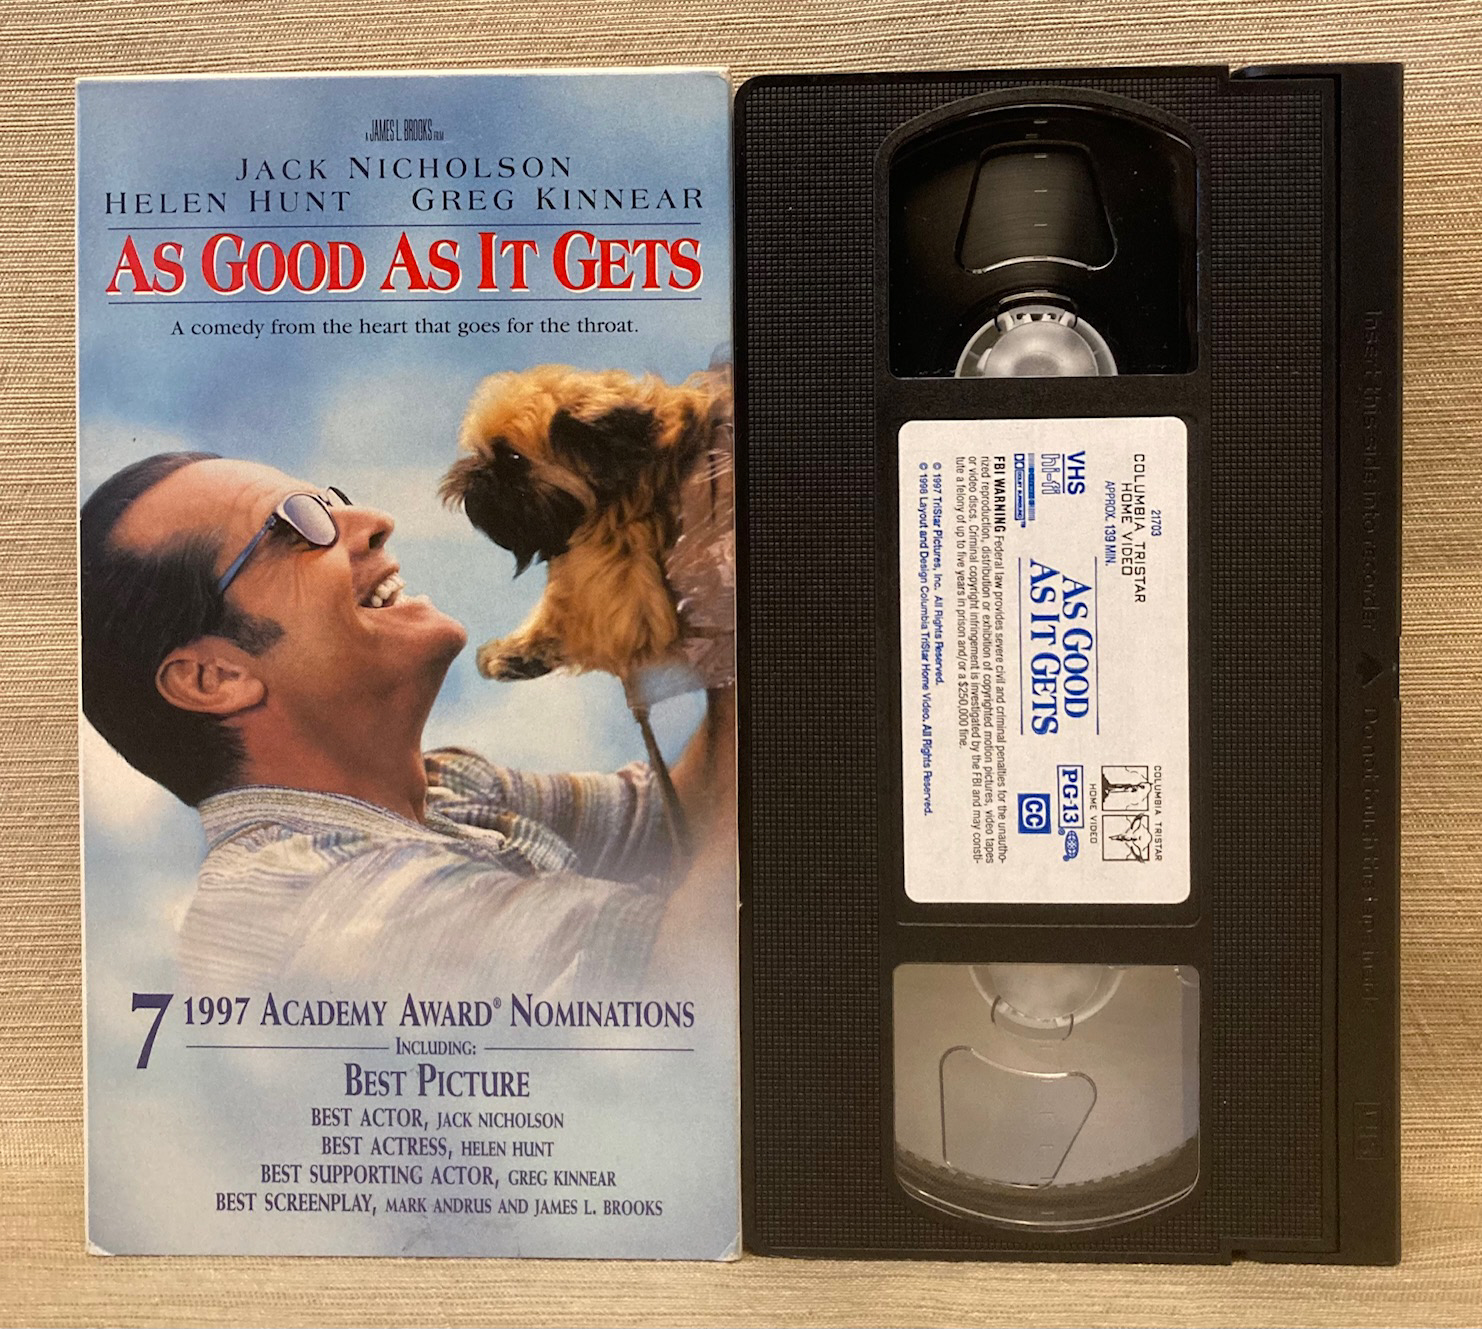 A JAMES L. BROOKS FILM
JACK NICHOLSON
HELEN HUNT GREG KINNEAR
AS GOOD AS IT GETS
A comedy from the heart that goes for the throat.
7 1997 ACADEMY AWARD® NOMINATIONS
INCLUDING:
BEST PICTURE
BEST ACTOR, JACK NICHOLSON
BEST ACTRESS, HELEN HUNT
BEST SUPPORTING ACTOR, GREG KINNEAR
BEST SCREENPLAY, MARK ANDRUS AND JAMES L. BROOKS
21703
COLUMBIA TRISTAR
HOME VIDEO
APPROX. 139 MIN.
COLUMBIA TRISTAR
HOME VIDEO
VHS
hi-fi
AS GOOD
AS IT GETS
PG-13®
CC
FBI WARNING Federal law provides severe civil and criminal penalties for the unautho-
rized reproduction, distribution or exhibition of copyrighted motion pictures, video tapes
or video discs. Criminal copyright infringement is investigated by the FBI and may consti-
tute a felony of up to five years in prison and/or a $250,000 fine.
© 1997 TriStar Pictures, Inc. All Rights Reserved.
© 1998 Layout and Design Columbia TriStar Home Video. All Rights Reserved.